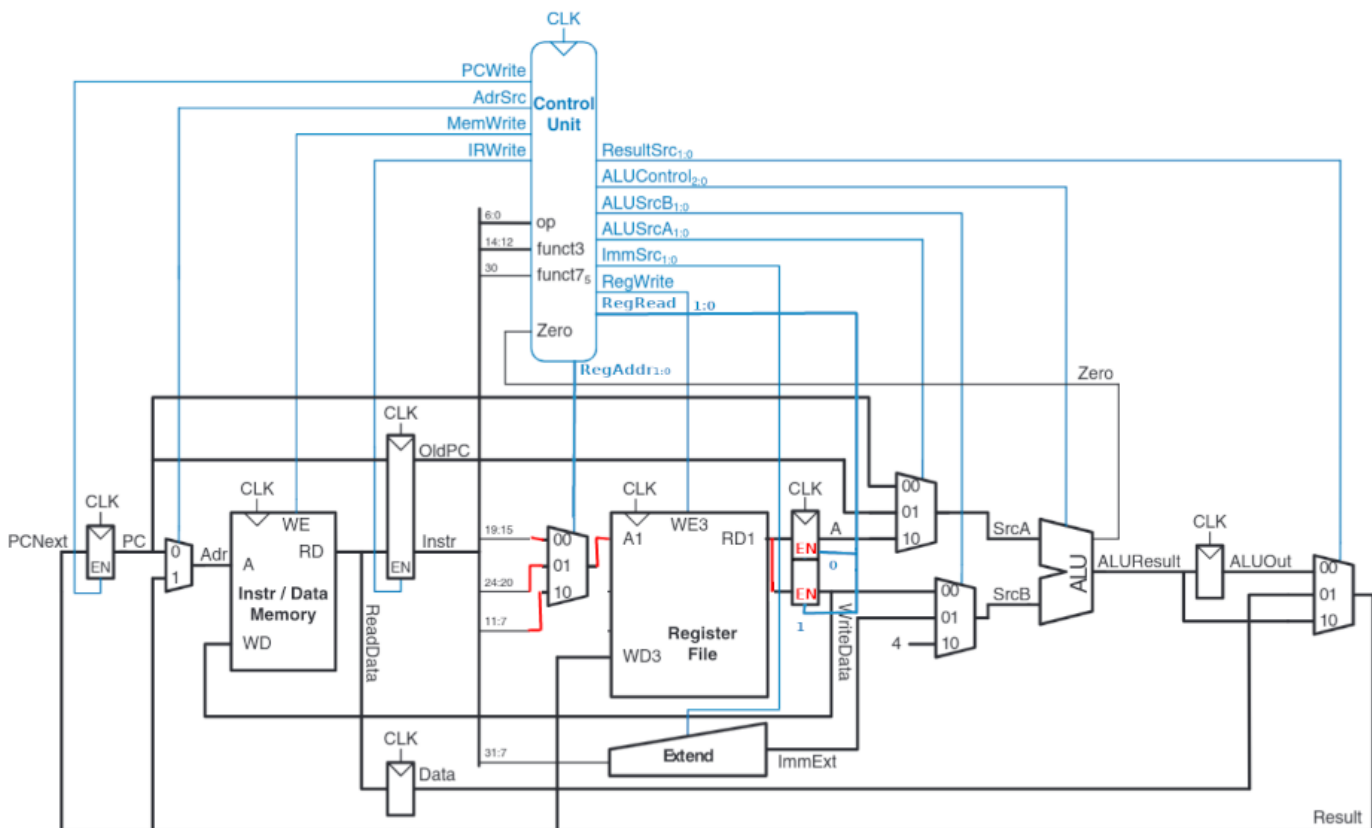 CLK
PCWrite
AdrSrc
MemWrite
IRWrite
Control
Unit
ResultSrc1:0
ALUControl2:0
ALUSrcB1:0
ALUSrcA1:0
ImmSrc1:0
RegWrite
RegRead 1:0
6:0
op
14:12
funct3
30
funct75
Zero
RegAddr1:0
Zero
CLK
OldPC
CLK
PCNext
PC
EN
0
1
Adr
CLK
WE
A
RD
Instr / Data
Memory
WD
ReadData
EN
Instr
19:15
24:20
11:7
00
01
10
CLK
WE3
A1
RD1
Register
File
WD3
CLK
A
EN
0
EN
1
WriteData
00
01
10
SrcA
00
01
10
4
SrcB
ALU
ALUResult
CLK
ALUOut
00
01
10
31:7
Extend
ImmExt
CLK
Data
Result